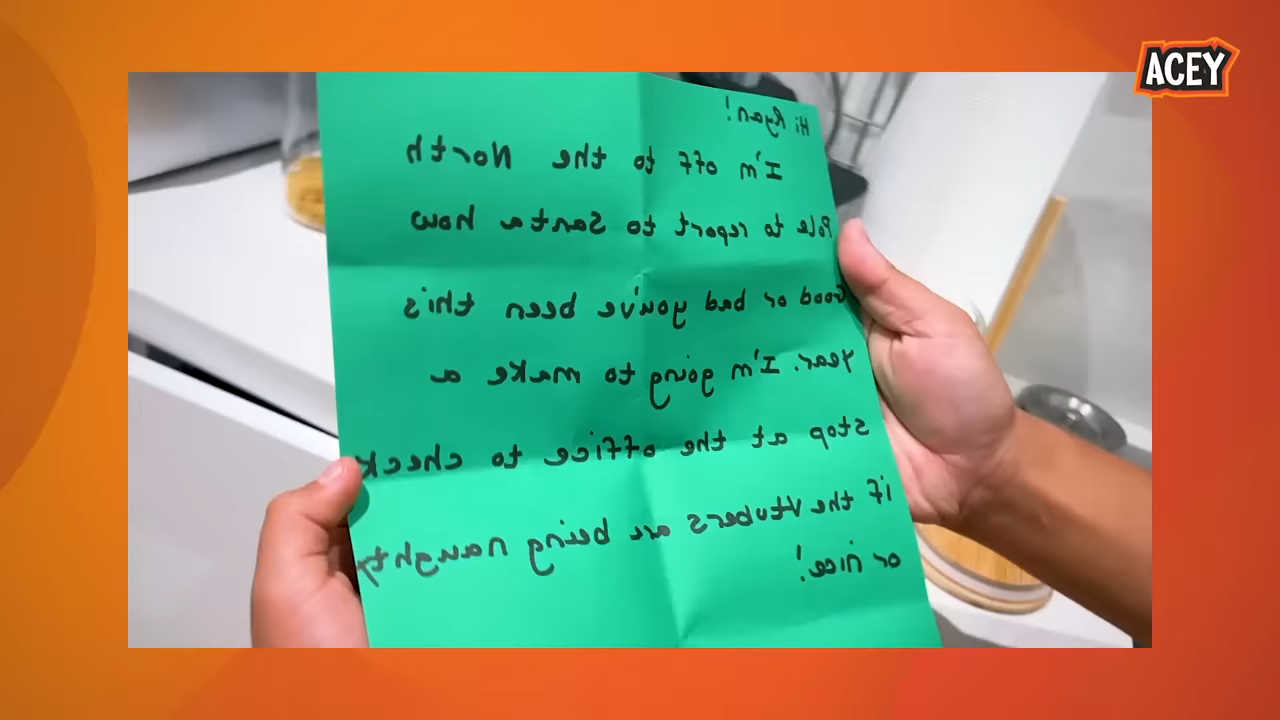 ACEY
Hi Ryan!
I'm off to the North
Pole to report to Santa how
Good or bad you've been this
year. I'm going to make a
stop at the office to check
if the Vtubers are being naughty
or nice!